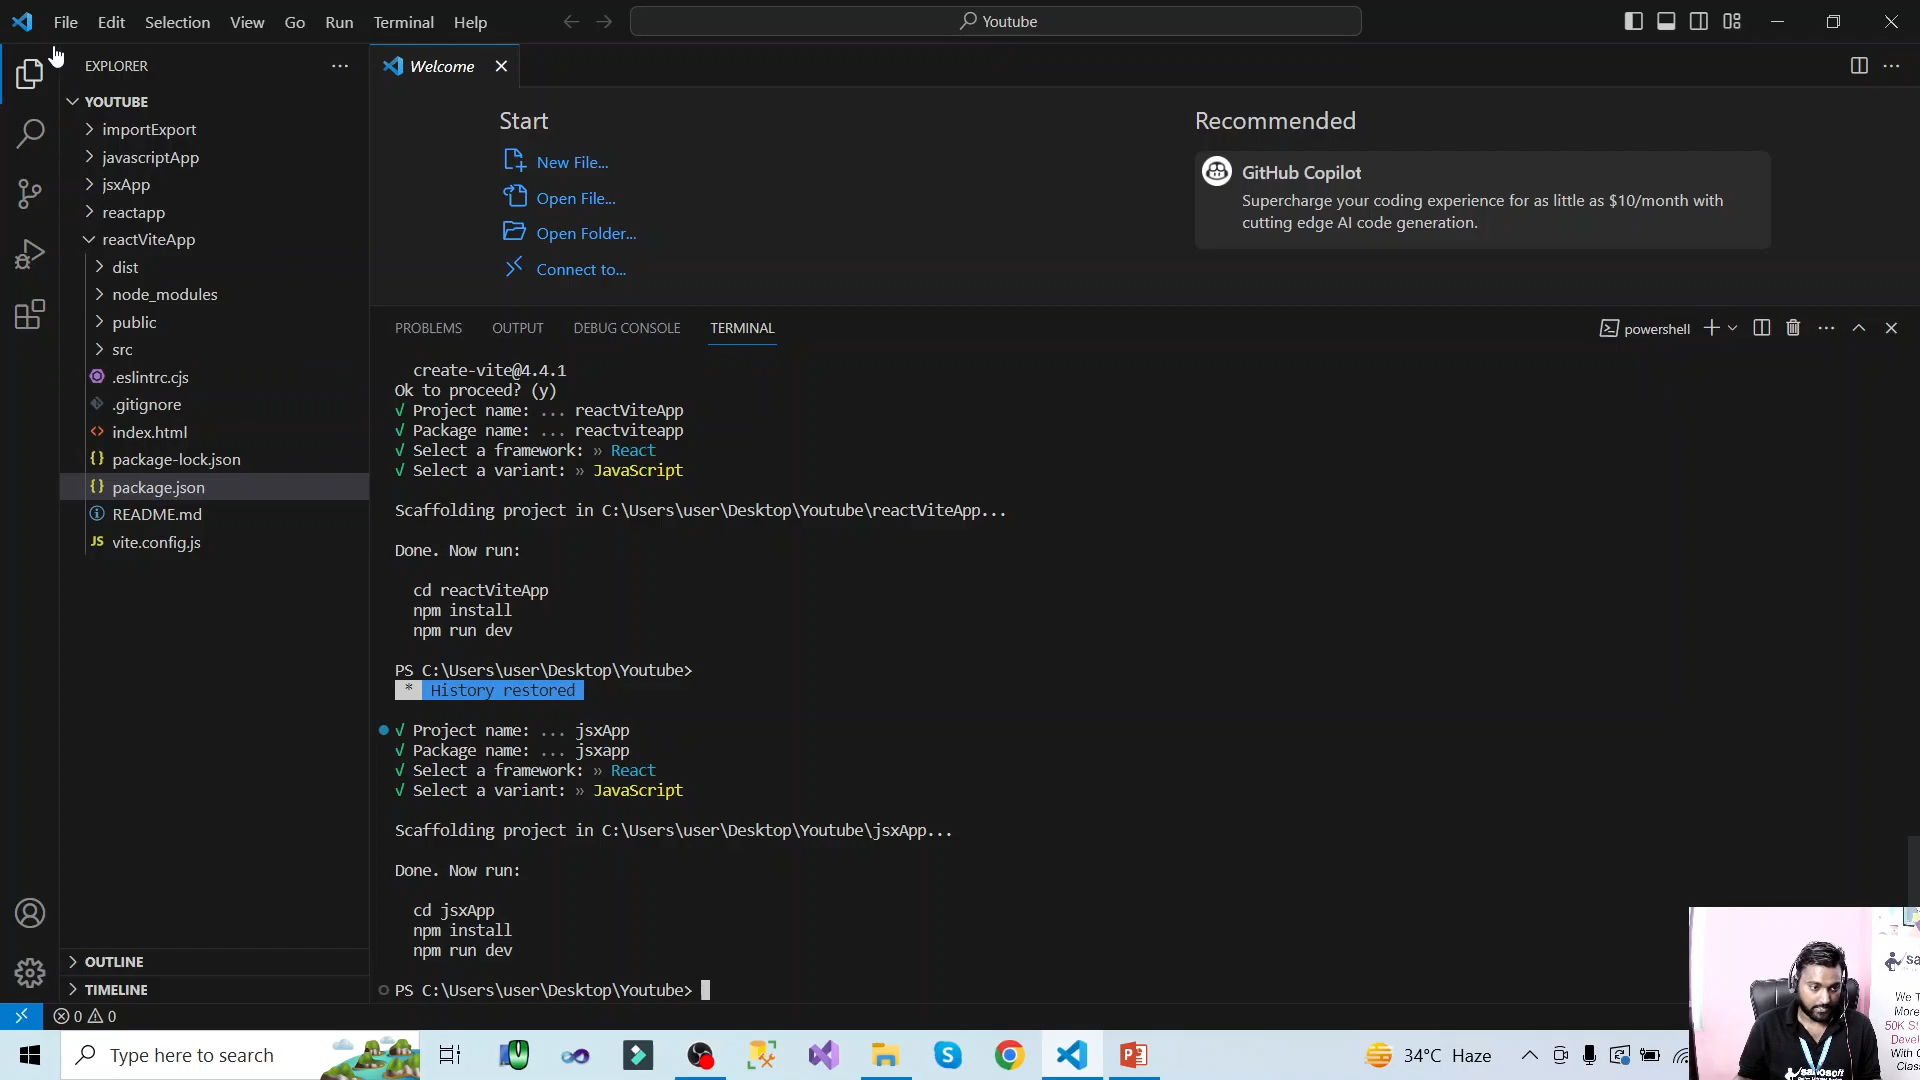 File Edit Selection View Go Run Terminal Help
Youtube
EXPLORER
Welcome
YOUTUBE
importExport
javascriptApp
jsxApp
reactapp
reactViteApp
dist
node_modules
public
src
.eslintrc.cjs
.gitignore
index.html
package-lock.json
package.json
README.md
vite.config.js
OUTLINE
TIMELINE
Start
New File...
Open File...
Open Folder...
Connect to...
Recommended
GitHub Copilot
Supercharge your coding experience for as little as $10/month with
cutting edge AI code generation.
PROBLEMS OUTPUT DEBUG CONSOLE TERMINAL
powershell
create-vite@4.4.1
Ok to proceed? (y)
√ Project name: ... reactViteApp
√ Package name: ... reactviteapp
√ Select a framework: » React
√ Select a variant: » JavaScript
Scaffolding project in C:\Users\user\Desktop\Youtube\reactViteApp...
Done. Now run:
cd reactViteApp
npm install
npm run dev
PS C:\Users\user\Desktop\Youtube>
* History restored
√ Project name: ... jsxApp
√ Package name: ... jsxapp
√ Select a framework: » React
√ Select a variant: » JavaScript
Scaffolding project in C:\Users\user\Desktop\Youtube\jsxApp...
Done. Now run:
cd jsxApp
npm install
npm run dev
PS C:\Users\user\Desktop\Youtube>
0 0
Type here to search
34°C Haze
We T
More
50K S
Devel
With C
Clas